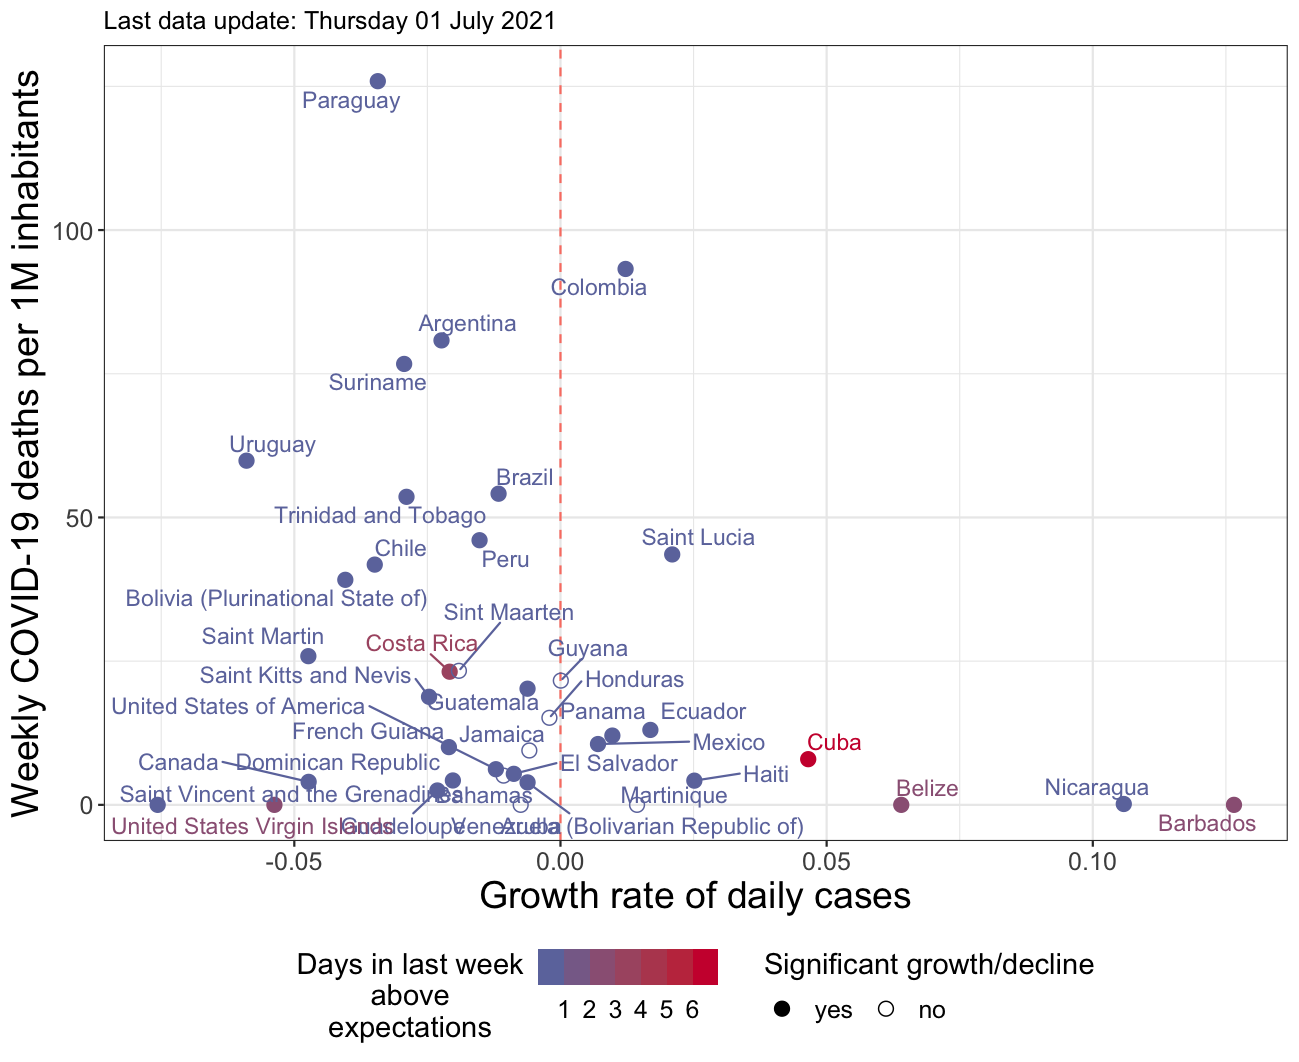 Last data update: Thursday 01 July 2021
Weekly COVID-19 deaths per 1M inhabitants
Paraguay
100
Colombia
Argentina
Suriname
Uruguay
Brazil
50
Trinidad and Tobago
Saint Lucia
Chile
Peru
Bolivia (Plurinational State of)
Sint Maarten
Saint Martin
Costa Rica
Guyana
Saint Kitts and Nevis
Honduras
Guatemala
United States of America
Panama
Ecuador
French Guiana
Jamaica
Mexico
Cuba
Canada
Dominican Republic
El Salvador
Haiti
Saint Vincent and the Grenadines
Bahamas
Martinique
Belize
Nicaragua
0
United States Virgin Islands
Guadeloupe
Venezuela (Bolivarian Republic of)
Aruba
Barbados
-0.05
0.00
0.05
0.10
Growth rate of daily cases
Days in last week
above
expectations
1 2 3 4 5 6
Significant growth/decline
yes
no